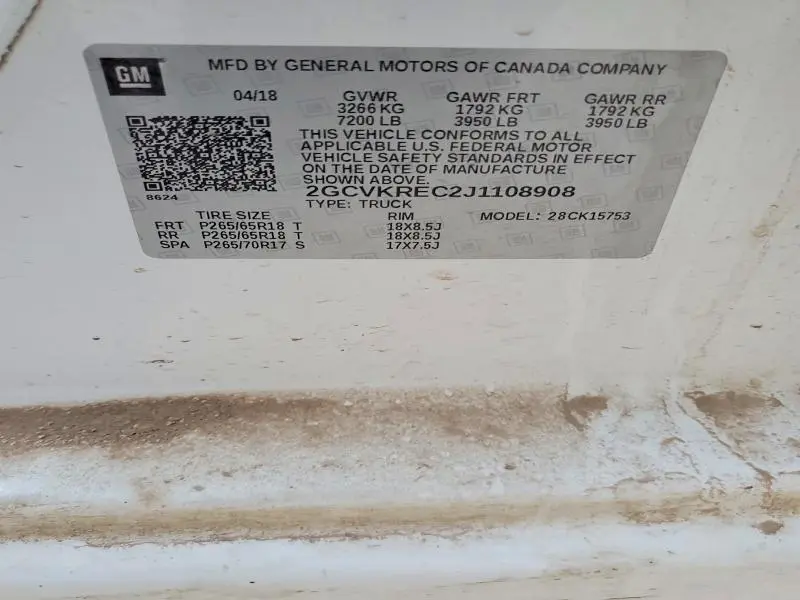 GM
MFD BY GENERAL MOTORS OF CANADA COMPANY
04/18 GVWR GAWR FRT GAWR RR
3266 KG 1792 KG 1792 KG
7200 LB 3950 LB 3950 LB
THIS VEHICLE CONFORMS TO ALL
APPLICABLE U.S. FEDERAL MOTOR
VEHICLE SAFETY STANDARDS IN EFFECT
ON THE DATE OF MANUFACTURE
SHOWN ABOVE.
8624
2GCVKREC2J1108908
TYPE: TRUCK
TIRE SIZE RIM MODEL: 28CK15753
FRT P265/65R18 T 18X8.5J
RR P265/65R18 T 18X8.5J
SPA P265/70R17 S 17X7.5J